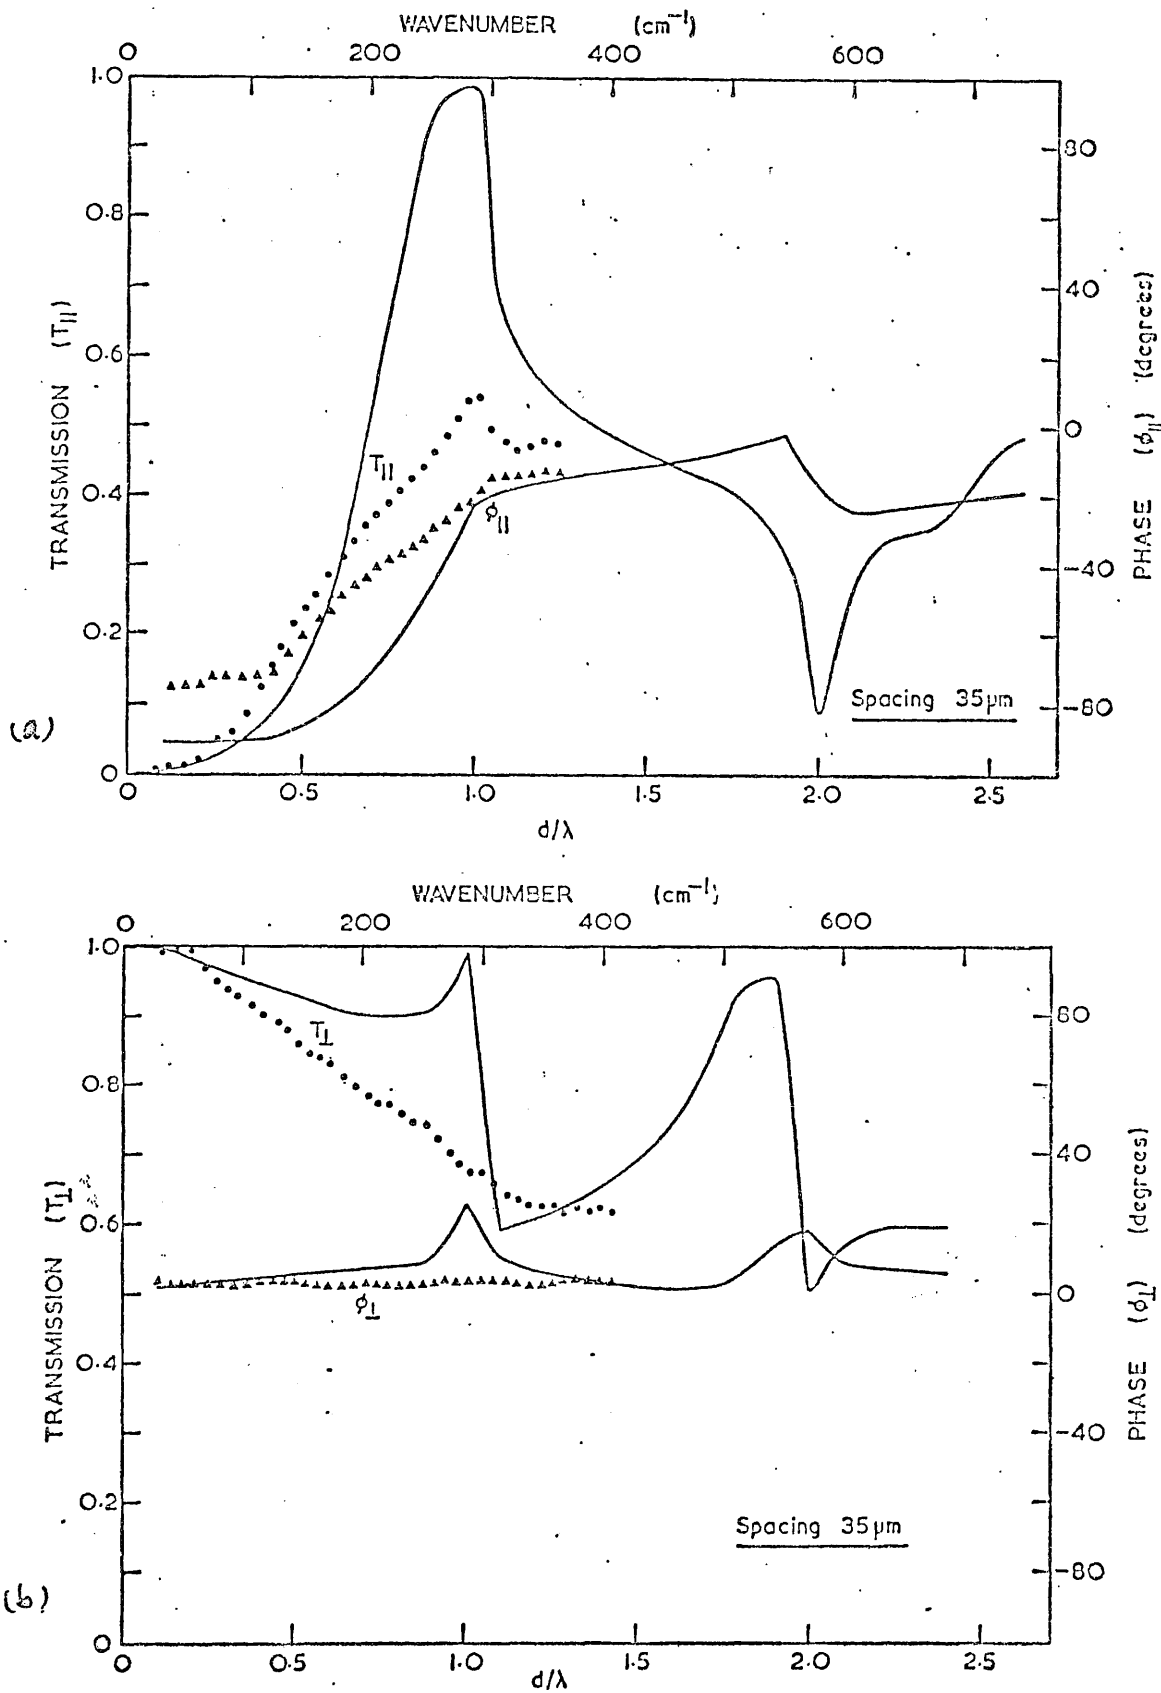 WAVENUMBER (cm⁻¹)
0 200 400 600
1.0
0.8
0.6
0.4
0.2
0
TRANSMISSION (T||)
80
40
0
-40
-80
PHASE (ϕ||) (degrees)
T||
ϕ||
Spacing 35μm
(a)
0 0.5 1.0 1.5 2.0 2.5
d/λ
WAVENUMBER (cm⁻¹)
0 200 400 600
1.0
0.8
0.6
0.4
0.2
0
TRANSMISSION (T⊥)
80
40
0
-40
-80
PHASE (ϕ⊥) (degrees)
T⊥
ϕ⊥
Spacing 35μm
(b)
0 0.5 1.0 1.5 2.0 2.5
d/λ